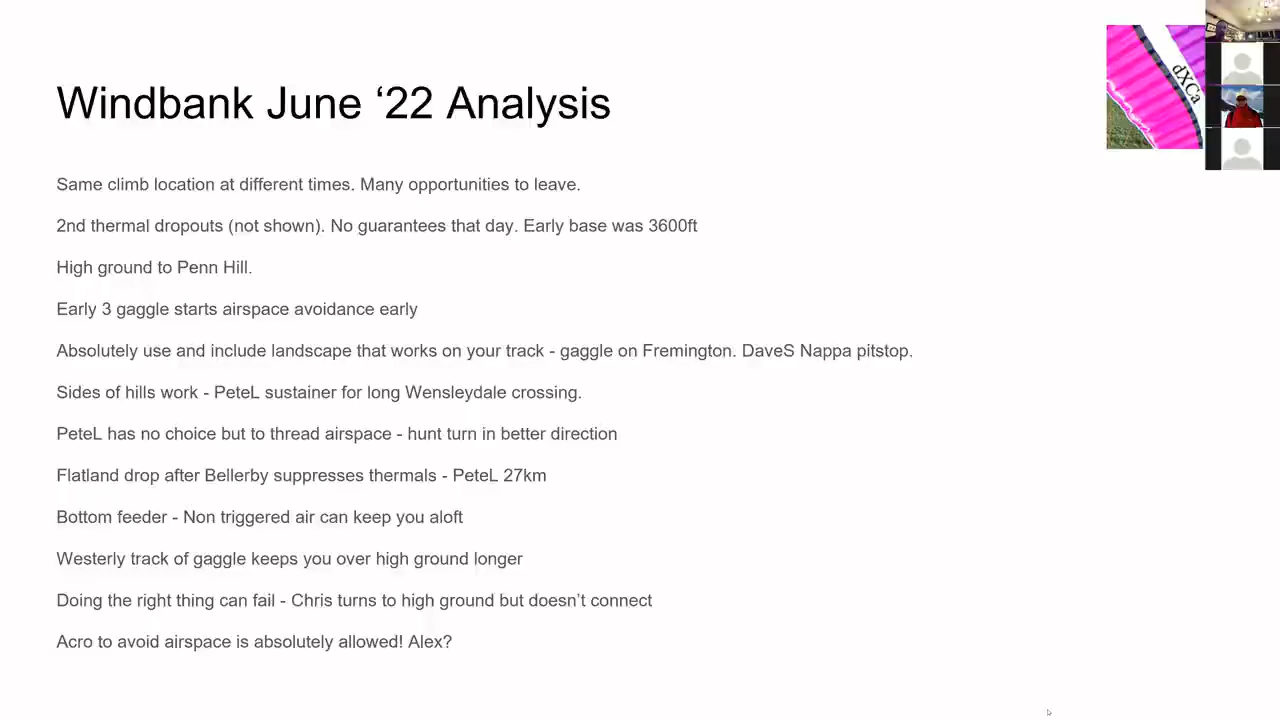 Windbank June ‘22 Analysis
dXCa
Same climb location at different times. Many opportunities to leave.
2nd thermal dropouts (not shown). No guarantees that day. Early base was 3600ft
High ground to Penn Hill.
Early 3 gaggle starts airspace avoidance early
Absolutely use and include landscape that works on your track - gaggle on Fremington. DaveS Nappa pitstop.
Sides of hills work - PeteL sustainer for long Wensleydale crossing.
PeteL has no choice but to thread airspace - hunt turn in better direction
Flatland drop after Bellerby suppresses thermals - PeteL 27km
Bottom feeder - Non triggered air can keep you aloft
Westerly track of gaggle keeps you over high ground longer
Doing the right thing can fail - Chris turns to high ground but doesn’t connect
Acro to avoid airspace is absolutely allowed! Alex?